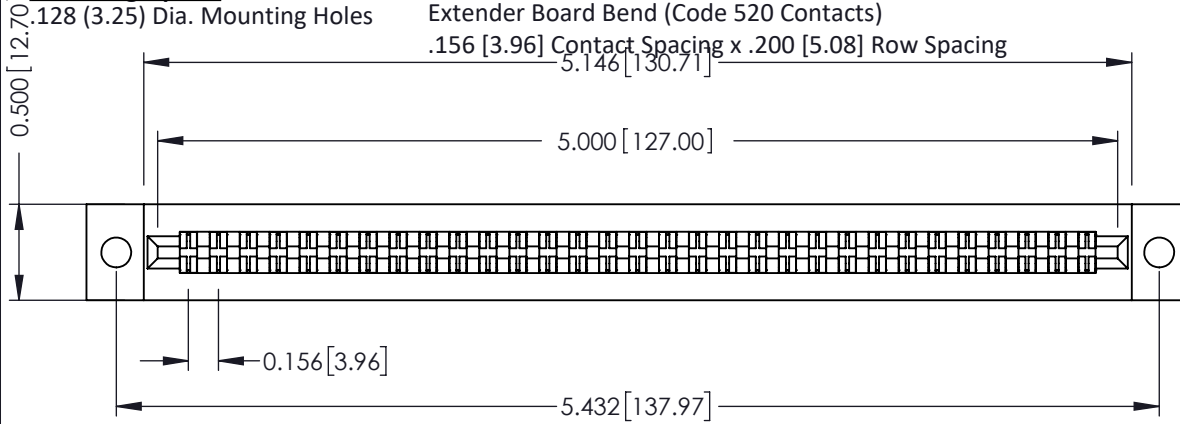 .128 (3.25) Dia. Mounting Holes
Extender Board Bend (Code 520 Contacts)
.156 [3.96] Contact Spacing x .200 [5.08] Row Spacing
0.500 [12.70
5.146 [130.71]
5.000 [127.00]
0.156 [3.96]
5.432 [137.97]